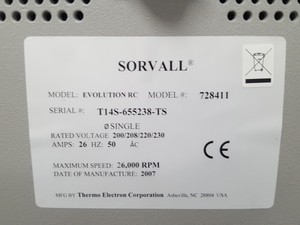 SORVALL®
MODEL: EVOLUTION RC MODEL #: 728411
SERIAL #: T14S-655238-TS
Ø SINGLE
RATED VOLTAGE 200/208/220/230
AMPS: 26 HZ: 50 AC
CE
MAXIMUM SPEED: 26,000 RPM
DATE OF MANUFACTURE: 2007
MFG BY Thermo Electron Corporation Asheville, NC 28804 USA